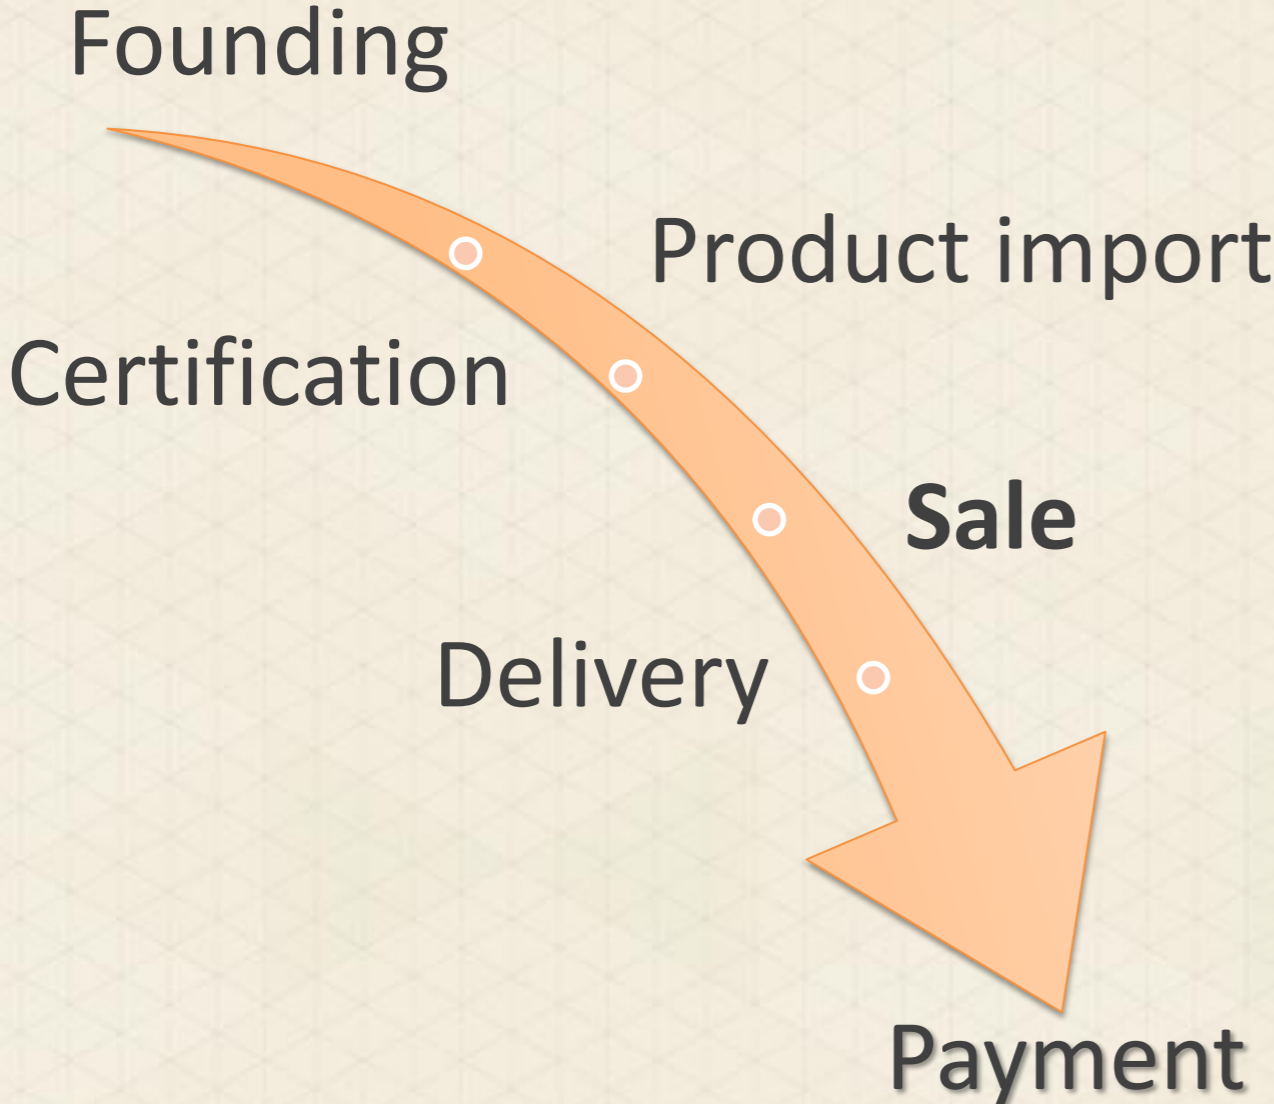 Founding
Product import
Certification
Sale
Delivery
Payment